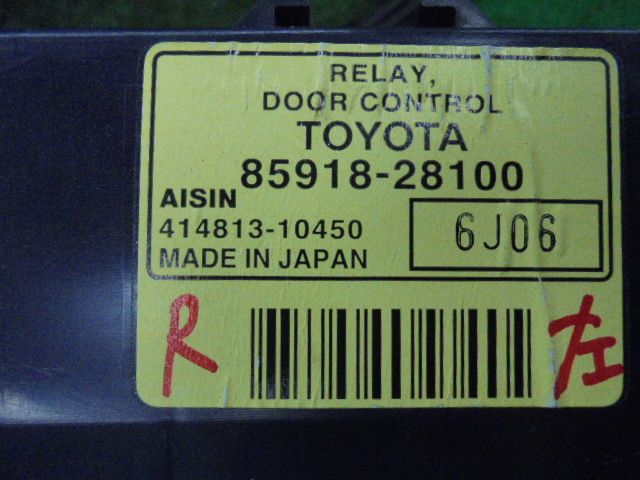 RELAY,
DOOR CONTROL
TOYOTA
85918-28100
AISIN
414813-10450
6J06
MADE IN JAPAN
R
左